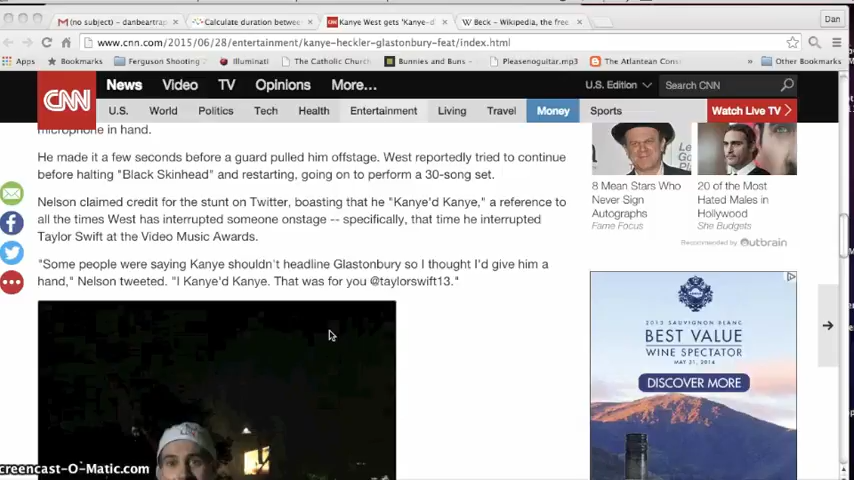 (no subject) - danbeartrap
Calculate duration betwee
Kanye West gets 'Kanye-d
Beck - Wikipedia, the free
Dan
www.cnn.com/2015/06/28/entertainment/kanye-heckler-glastonbury-feat/index.html
Apps
Bookmarks
Ferguson Shooting
Illuminati
The Catholic Church
Bunnies and Buns
Pleasenoguitar.mp3
The Atlantean Cons
»
Other Bookmarks
CNN
News Video TV Opinions More...
U.S. Edition
Search CNN
U.S. World Politics Tech Health Entertainment Living Travel Money Sports
Watch Live TV
microphone in hand.
He made it a few seconds before a guard pulled him offstage. West reportedly tried to continue
before halting "Black Skinhead" and restarting, going on to perform a 30-song set.
Nelson claimed credit for the stunt on Twitter, boasting that he "Kanye'd Kanye," a reference to
all the times West has interrupted someone onstage -- specifically, that time he interrupted
Taylor Swift at the Video Music Awards.
"Some people were saying Kanye shouldn't headline Glastonbury so I thought I'd give him a
hand," Nelson tweeted. "I Kanye'd Kanye. That was for you @taylorswift13."
8 Mean Stars Who
Never Sign
Autographs
Fame Focus
20 of the Most
Hated Males in
Hollywood
She Budgets
Recommended by Outbrain
2013 SAUVIGNON BLANC
BEST VALUE
WINE SPECTATOR
MAY 31, 2014
DISCOVER MORE
creencast-O-Matic.com